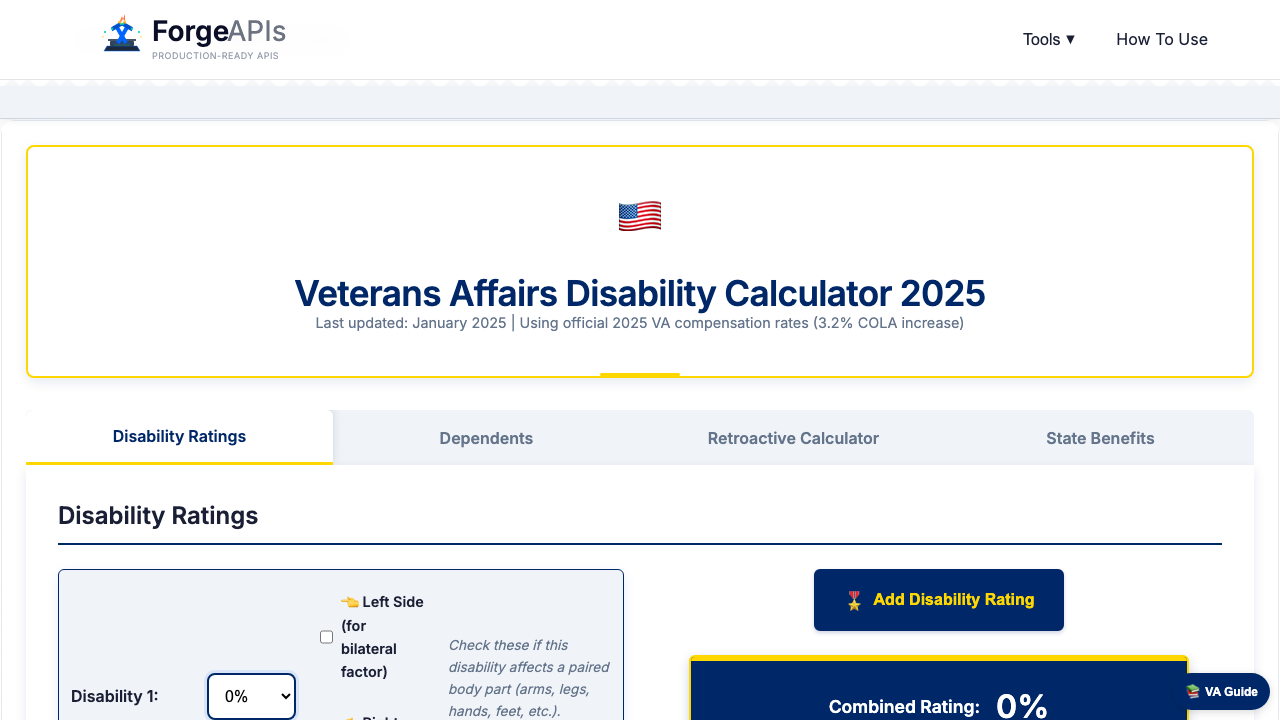 ForgeAPIs
PRODUCTION-READY APIS
Tools ▼
How To Use
Veterans Affairs Disability Calculator 2025
Last updated: January 2025 | Using official 2025 VA compensation rates (3.2% COLA increase)
Disability Ratings
Dependents
Retroactive Calculator
State Benefits
Disability Ratings
Disability 1:
0%
Left Side
(for
bilateral
factor)
Check these if this
disability affects a paired
body part (arms, legs,
hands, feet, etc.).
Add Disability Rating
Combined Rating: 0%
VA Guide